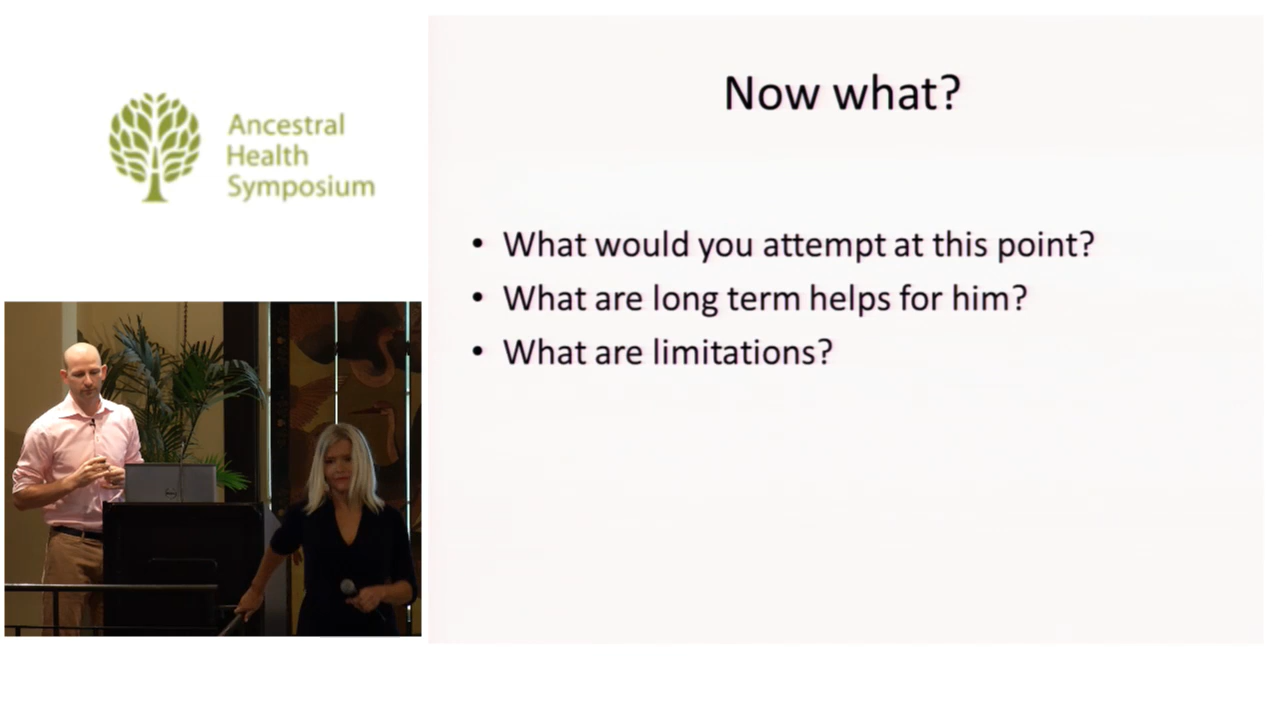 Ancestral
Health
Symposium
Now what?
• What would you attempt at this point?
• What are long term helps for him?
• What are limitations?